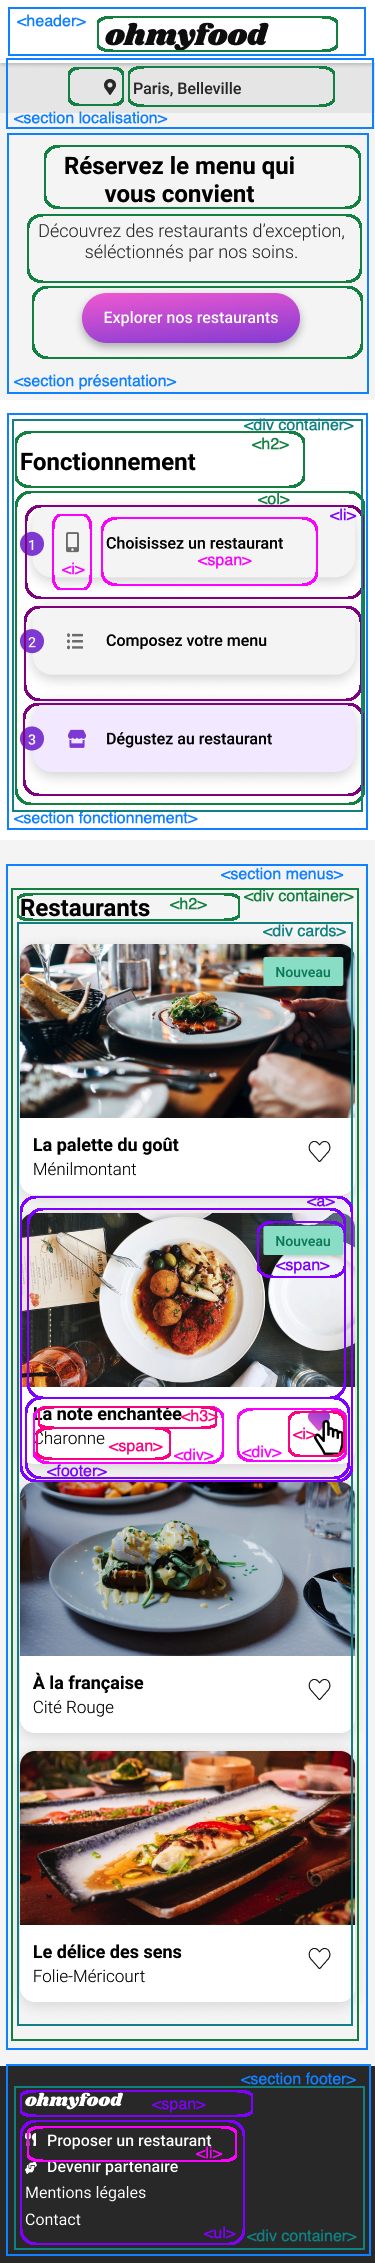 <header>
ohmyfood
Paris, Belleville
<section localisation>
Réservez le menu qui
vous convient
Découvrez des restaurants d’exception,
séléctionnés par nos soins.
Explorer nos restaurants
<section présentation>
<div container>
<h2>
Fonctionnement
<ol>
<li>
1
Choisissez un restaurant
<i>
<span>
2
Composez votre menu
3
Dégustez au restaurant
<section fonctionnement>
<section menus>
<div container>
Restaurants
<h2>
<div cards>
Nouveau
La palette du goût
Ménilmontant
<a>
Nouveau
<span>
La note enchantée
<h3>
Charonne
<span>
<div>
<div>
<i>
<footer>
À la française
Cité Rouge
Le délice des sens
Folie-Méricourt
<section footer>
ohmyfood
<span>
Proposer un restaurant
<li>
Devenir partenaire
Mentions légales
Contact
<ul>
<div container>